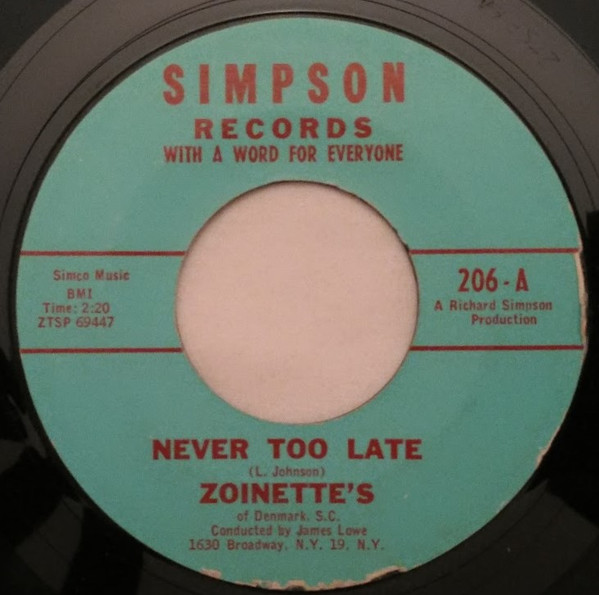 SIMPSON
RECORDS
WITH A WORD FOR EVERYONE
Simco Music
BMI
Time: 2:20
ZTSP 69447
206-A
A Richard Simpson
Production
NEVER TOO LATE
(L. Johnson)
ZOINETTE'S
of Denmark, S.C.
Conducted by James Lowe
1630 Broadway, N.Y. 19, N.Y.